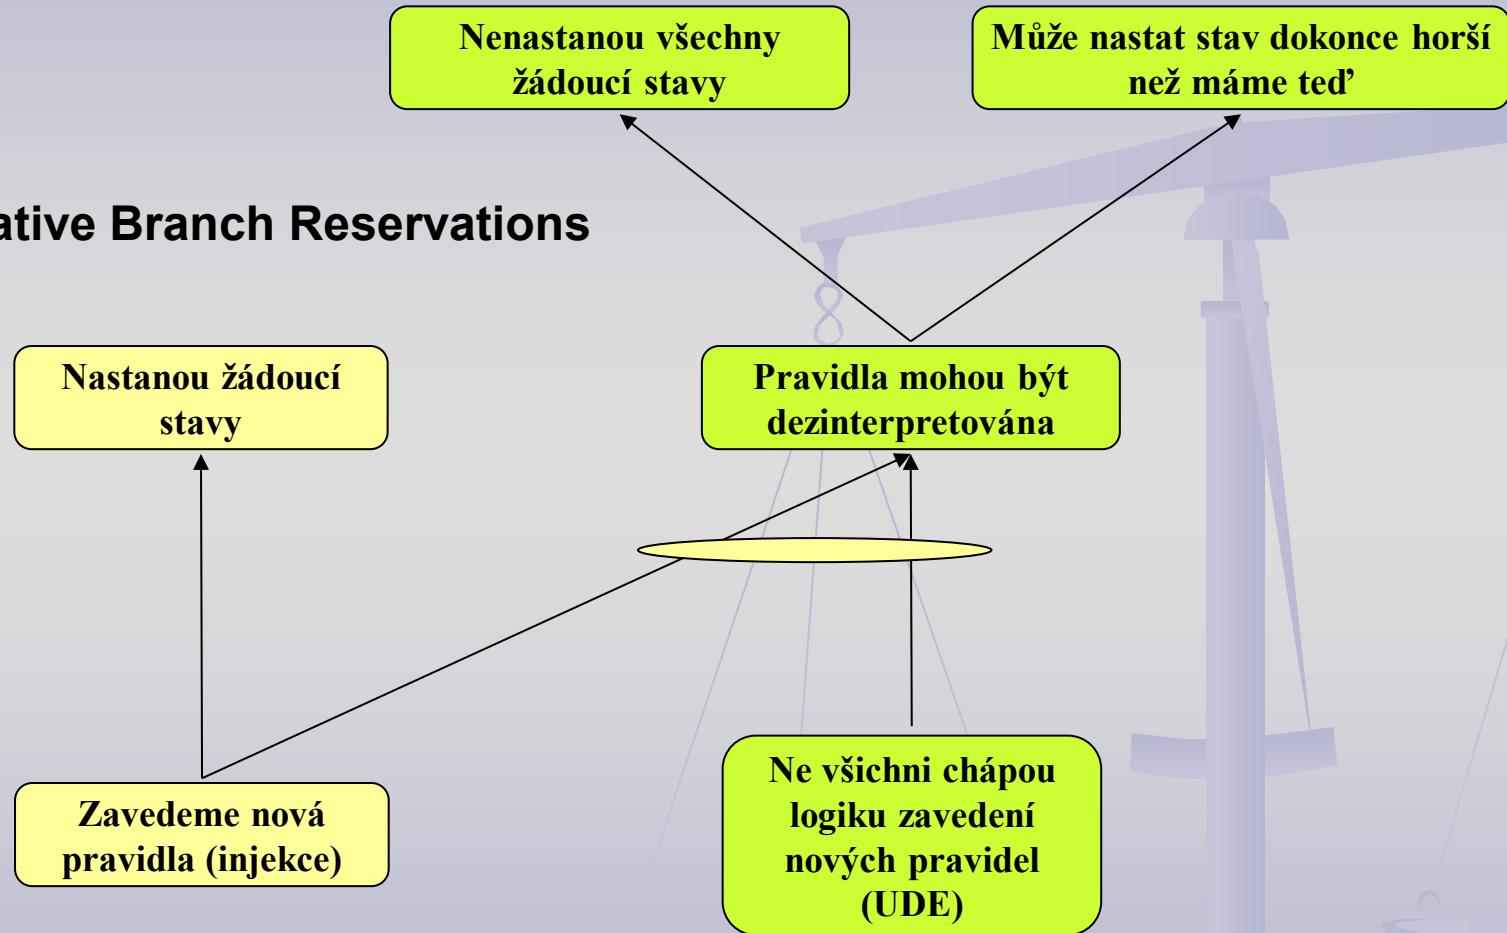 Nenastanou všechny
žádoucí stavy
Může nastat stav dokonce horší
než máme teď
ative Branch Reservations
Nastanou žádoucí
stavy
Pravidla mohou být
dezinterpretována
Zavedeme nová
pravidla (injekce)
Ne všichni chápou
logiku zavedení
nových pravidel
(UDE)